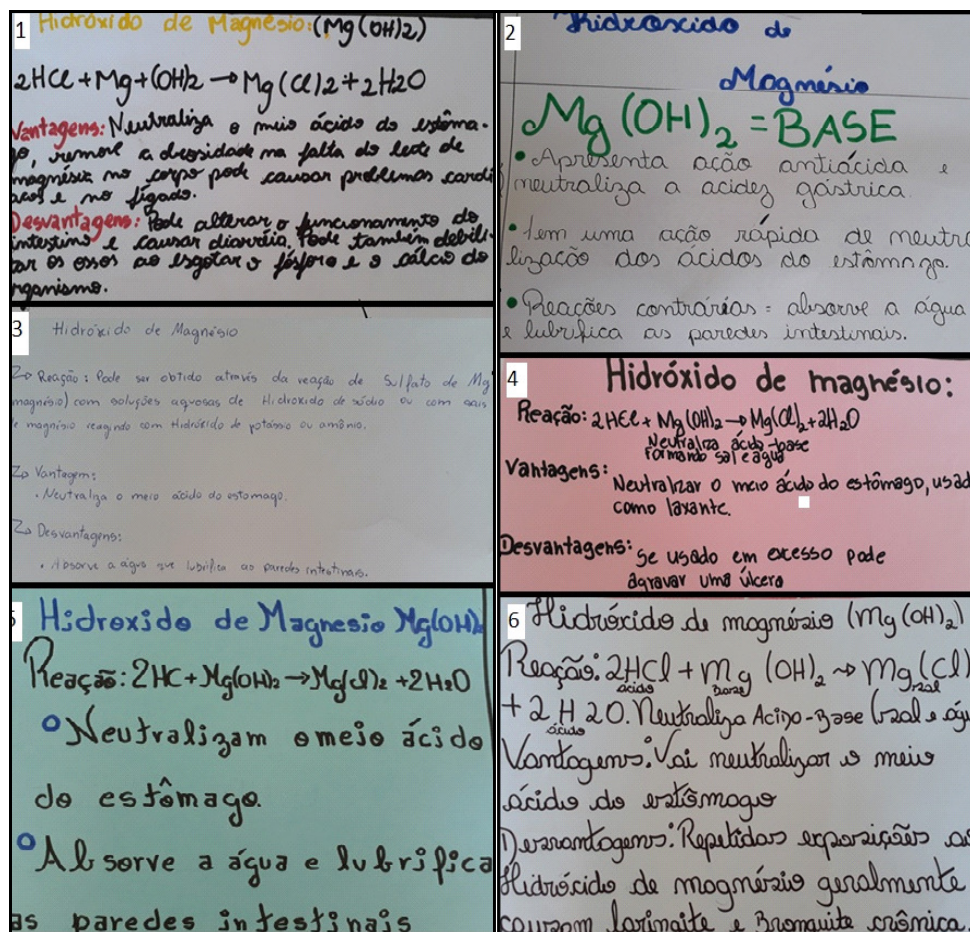 1
Hidróxido de Magnésio: (Mg(OH)2)
2HCl + Mg + (OH)2 → Mg(Cl)2 + 2H2O
Vantagens: Neutraliza o meio ácido do estôma-
go, remove a
magnésia no corpo pode causar problemas cardí
acos e no fígado.
Desvantagens: Pode alterar o funcionamento do
intestino e causar diarréia. Pode também debili-
tar os ossos ao esgotar o fósforo e o cálcio do
organismo.
2
Hidroxido de
Magnésio
Mg (OH)2 = BASE
• Apresenta ação antiácida e
neutraliza a acidez gástrica.
• Tem uma ação rápida de neutra
lização dos ácidos do estômago.
• Reações contrárias = absorve a água
e lubrifica as paredes intestinais.
3
Hidróxido de Magnésio
Reação: Pode ser obtido através da reação de Sulfato de Mg
magnésio) com soluções aquosas de Hidroxido de sódio ou com sais
e magnésio reagindo com Hidróxido de potássio ou amônio.
Vantagem:
• Neutraliza o meio ácido do estomago.
Desvantagens:
• Absorve a água que lubrifica as paredes intestinais.
4
Hidróxido de magnésio:
Reação: 2HCl + Mg(OH)2 → Mg(Cl)2 + 2H2O
Neutraliza ácido-base
formando sal e água
Vantagens: Neutralizar o meio ácido do estômago, usad
como laxante.
Desvantagens: Se usado em excesso pode
agravar uma úlcera
5
Hidroxido de Magnesio Mg(OH)2
Reação: 2HC + Mg(OH)2 → Mg(cl)2 + 2H2O
Neutralizam o meio ácido
do estômago.
Absorve a água e lubrifica
as paredes intestinais
6
Hidróxido de magnésio (Mg(OH)2)
Reação: 2HCl + Mg (OH)2 → Mg(Cl)
ácido Base sal
+ 2 H 2O. Neutraliza Acido-Base (sal e águ
ácido
Vantagens: Vai neutralizar o meio
ácido do estômago
Desvantagens: Repetidas exposições ao
Hidróxido de magnésio geralmente
causam laringite e Bronquite crônica.